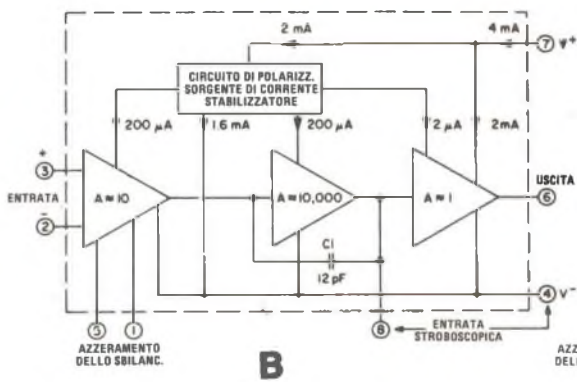 2 mA
4 mA
7 V+
CIRCUITO DI POLARIZZ.
SORGENTE DI CORRENTE
STABILIZZATORE
200 µA
1.6 mA
200 µA
2 µA
2mA
+
3
ENTRATA
-
2
A≈10
A≈10,000
A≈1
USCITA
6
C1
12 pF
4 V-
5
1
8
ENTRATA
STROBOSCOPICA
AZZERAMENTO
DELLO SBILANC.
B
AZZ
DELL